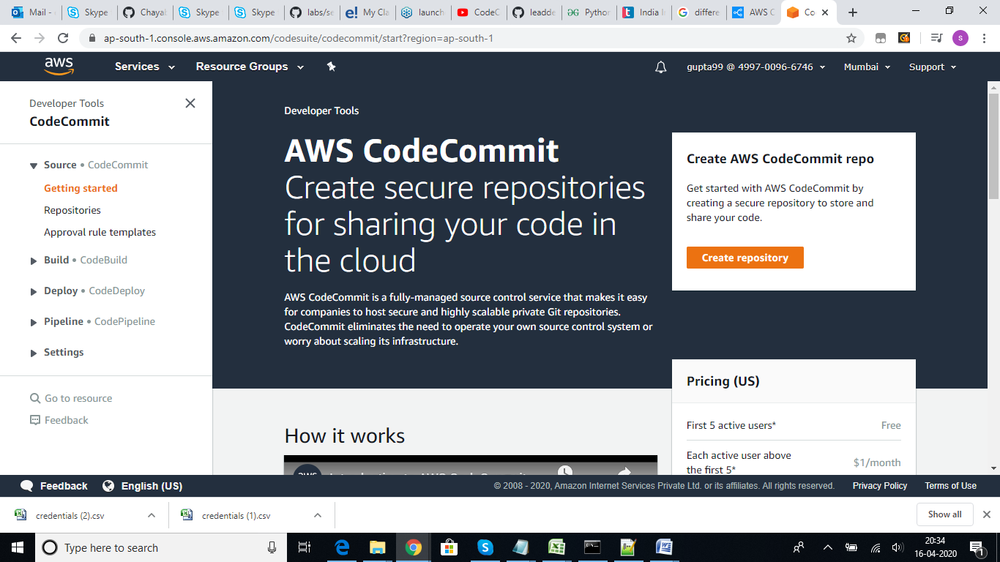 Mail -
Skype
Chayab
Skype
Skype
labs/se
My Cla
launch
CodeC
leadde
Python
India I
differe
AWS C
Co
ap-south-1.console.aws.amazon.com/codesuite/codecommit/start?region=ap-south-1
s
aws
Services
Resource Groups
gupta99 @ 4997-0096-6746
Mumbai
Support
Developer Tools
CodeCommit
Source • CodeCommit
Getting started
Repositories
Approval rule templates
Build • CodeBuild
Deploy • CodeDeploy
Pipeline • CodePipeline
Settings
Go to resource
Feedback
Developer Tools
AWS CodeCommit
Create secure repositories
for sharing your code in
the cloud
AWS CodeCommit is a fully-managed source control service that makes it easy
for companies to host secure and highly scalable private Git repositories.
CodeCommit eliminates the need to operate your own source control system or
worry about scaling its infrastructure.
Create AWS CodeCommit repo
Get started with AWS CodeCommit by
creating a secure repository to store and
share your code.
Create repository
Pricing (US)
First 5 active users*
Free
Each active user above
the first 5*
$1/month
How it works
aws
Introduction to AWS CodeCommit
Feedback
English (US)
© 2008 - 2020, Amazon Internet Services Private Ltd. or its affiliates. All rights reserved.
Privacy Policy
Terms of Use
credentials (2).csv
credentials (1).csv
Show all
Type here to search
20:34
16-04-2020
1